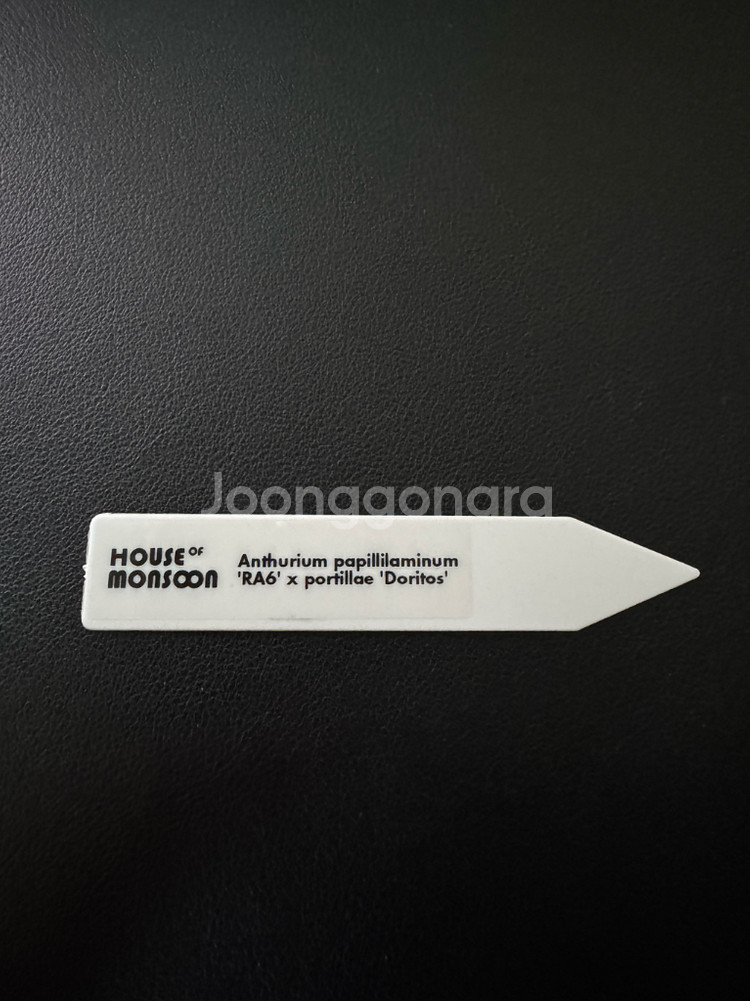 Joonggonara
HOUSE OF
MONSOON
Anthurium papillilaminum
'RA6' x portillae 'Doritos'